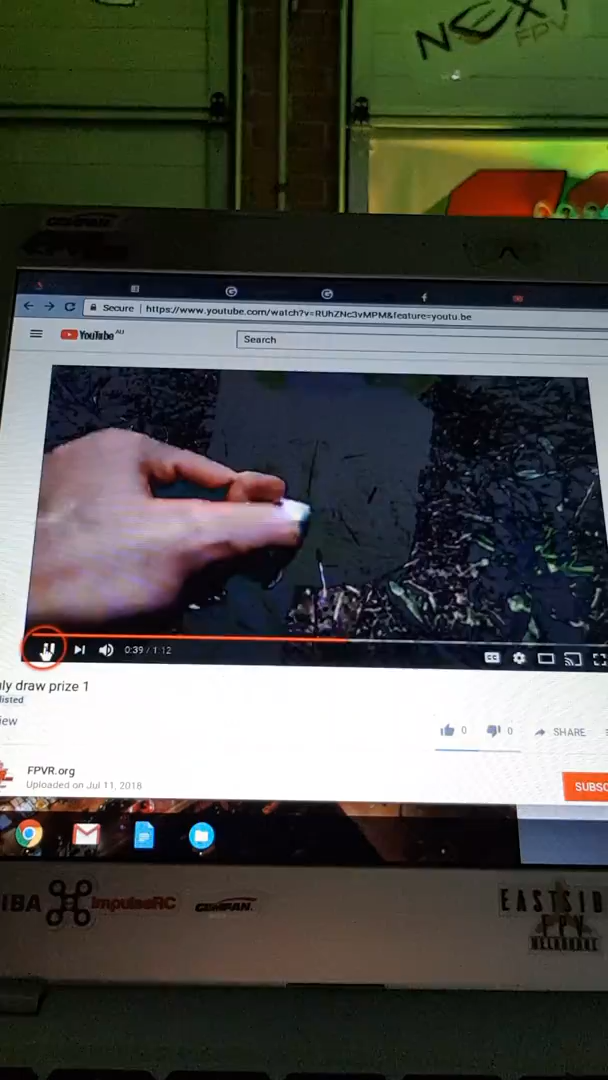 NEXT
FPV
GEMFAN
Secure | https://www.youtube.com/watch?v=RUhZNc3vMPM&feature=youtu.be
YouTube AU
Search
0:39 / 1:12
CC
ly draw prize 1
listed
iew
0
0
SHARE
FPVR.org
Uploaded on Jul 11, 2018
SUBSC
IBA
ImpulseRC
GEMFAN
EASTSID
FPV
MELBOURNE